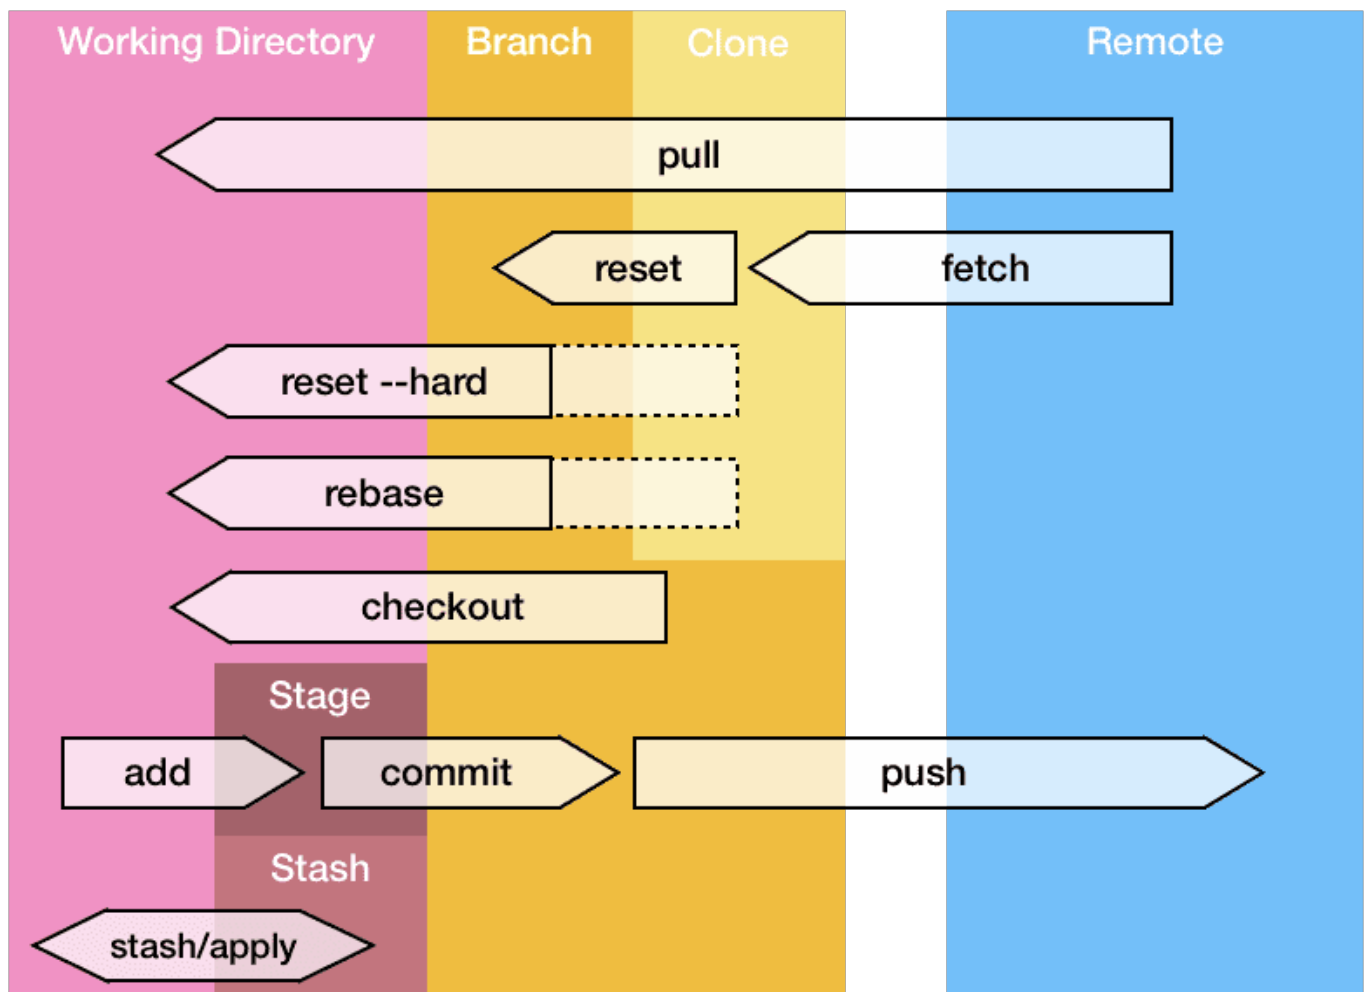 Working Directory
Branch
Clone
Remote
pull
reset
fetch
reset --hard
rebase
checkout
Stage
add
commit
push
Stash
stash/apply